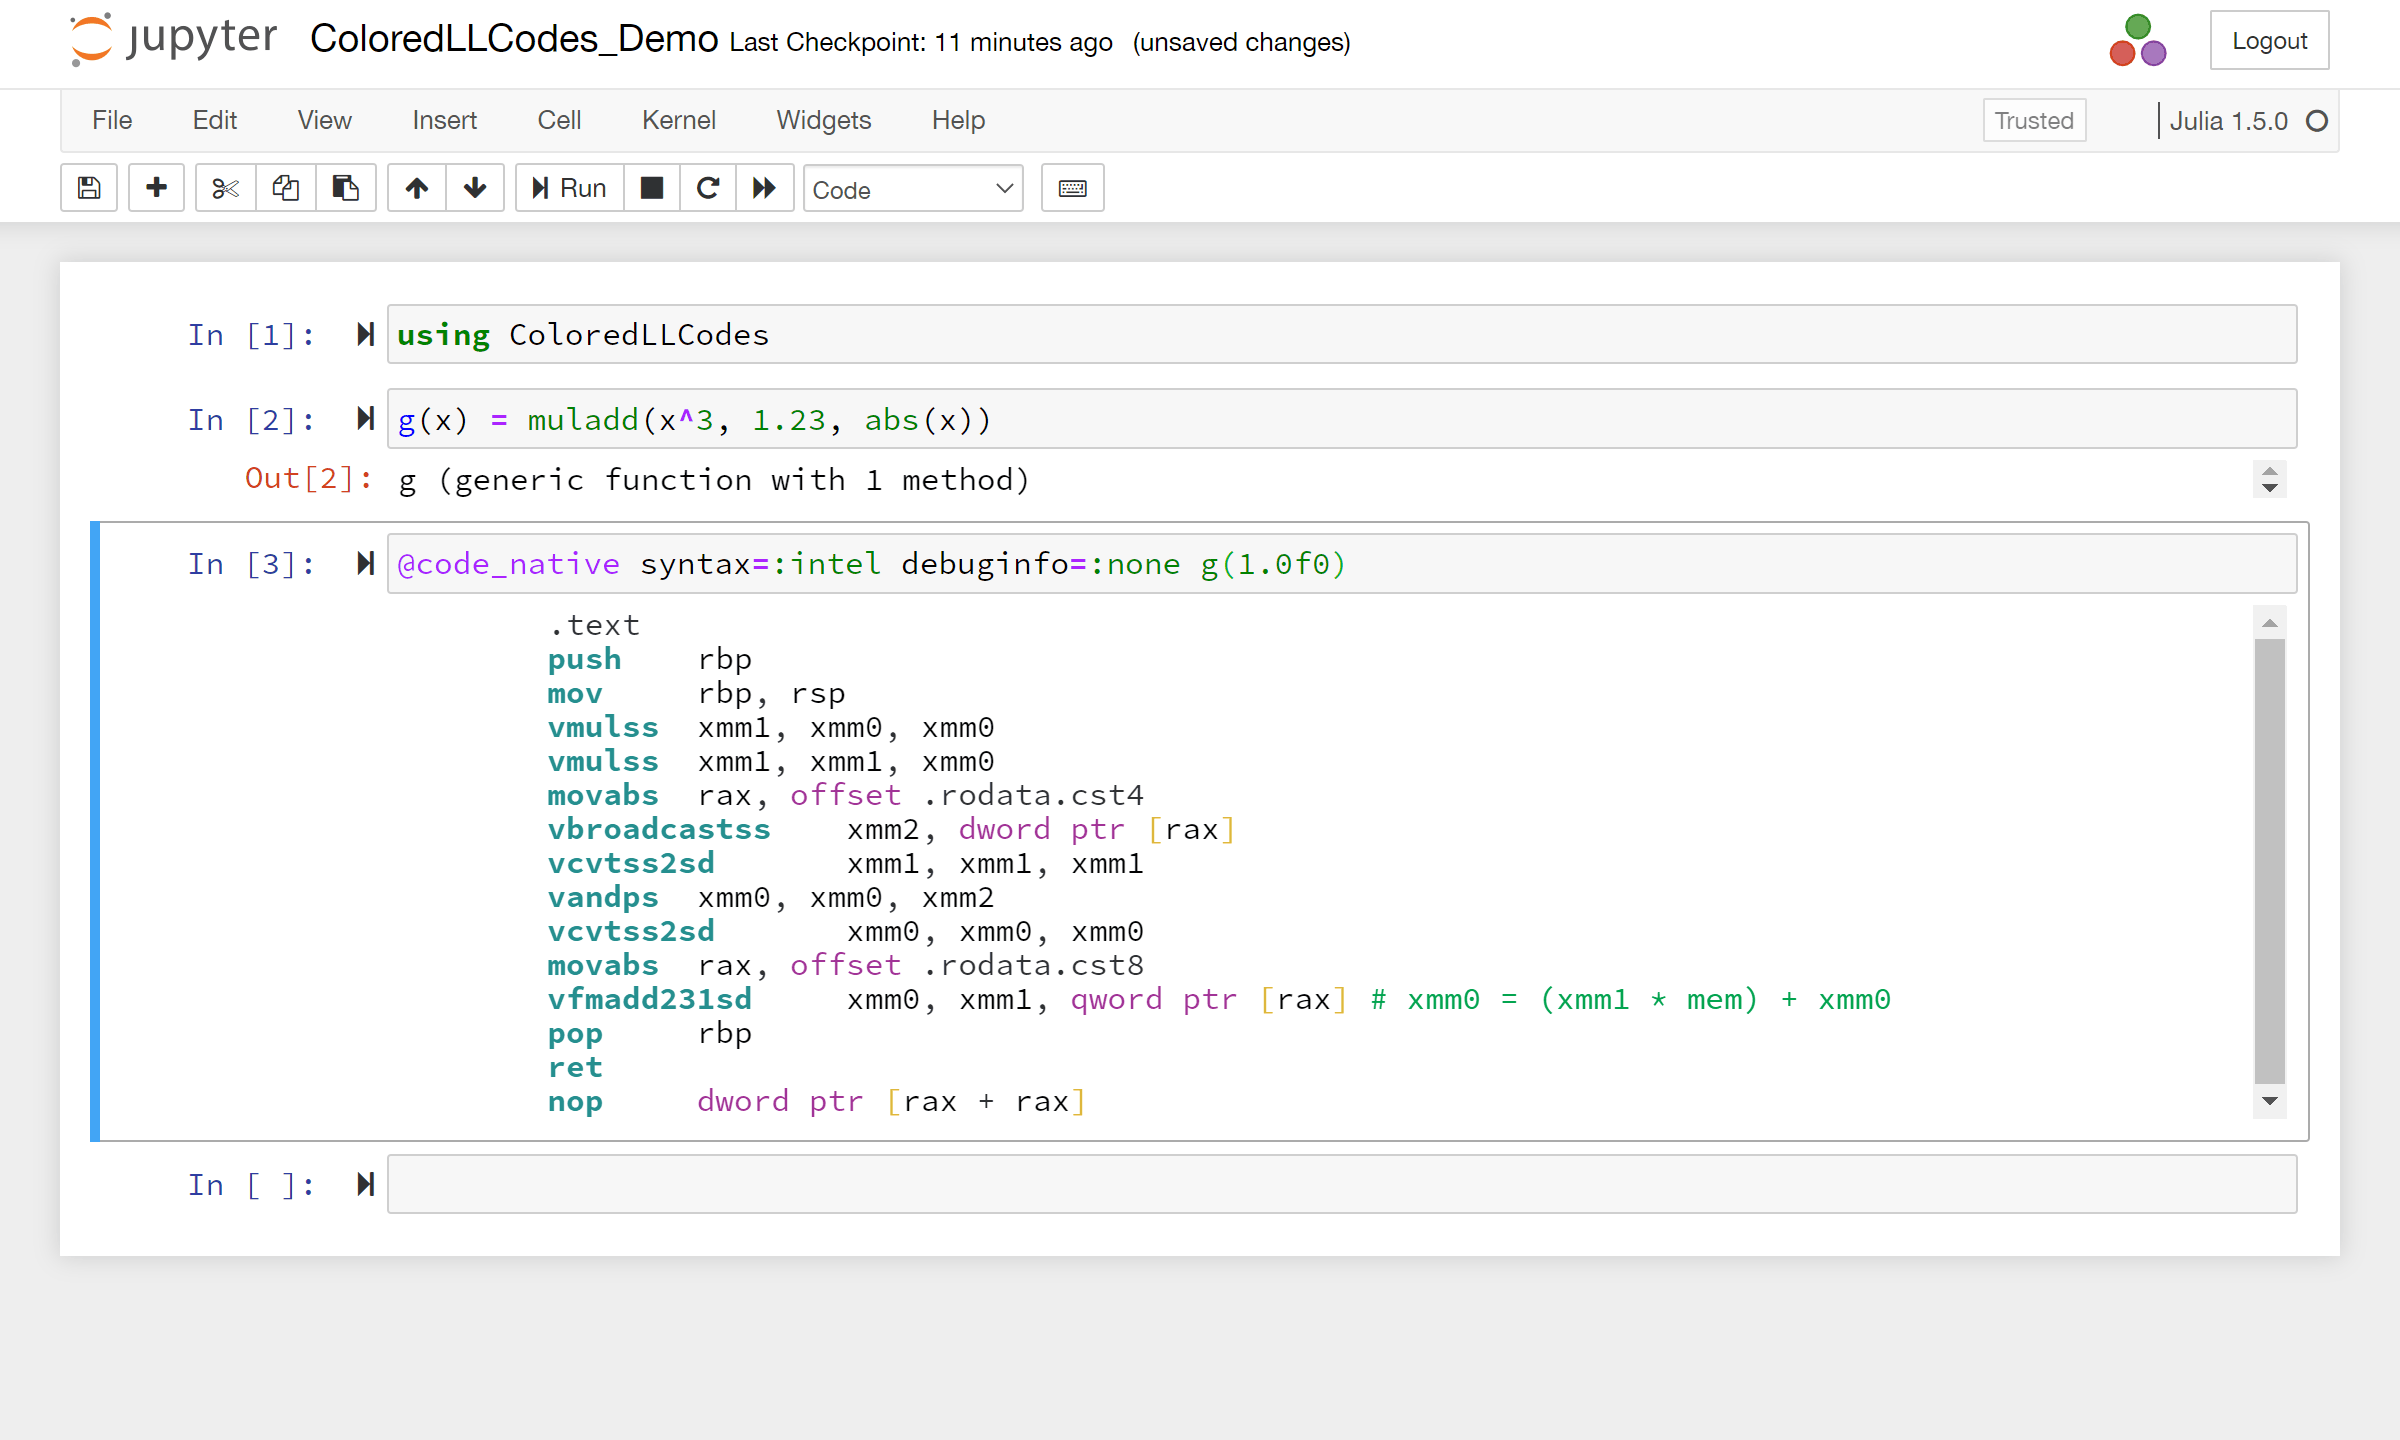 jupyter ColoredLLCodes_Demo Last Checkpoint: 11 minutes ago (unsaved changes) Logout
File Edit View Insert Cell Kernel Widgets Help Trusted Julia 1.5.0
Run Code
In [1]: using ColoredLLCodes
In [2]: g(x) = muladd(x^3, 1.23, abs(x))
Out[2]: g (generic function with 1 method)
In [3]: @code_native syntax=:intel debuginfo=:none g(1.0f0)
.text
push rbp
mov rbp, rsp
vmulss xmm1, xmm0, xmm0
vmulss xmm1, xmm1, xmm0
movabs rax, offset .rodata.cst4
vbroadcastss xmm2, dword ptr [rax]
vcvtss2sd xmm1, xmm1, xmm1
vandps xmm0, xmm0, xmm2
vcvtss2sd xmm0, xmm0, xmm0
movabs rax, offset .rodata.cst8
vfmadd231sd xmm0, xmm1, qword ptr [rax] # xmm0 = (xmm1 * mem) + xmm0
pop rbp
ret
nop dword ptr [rax + rax]
In [ ]: